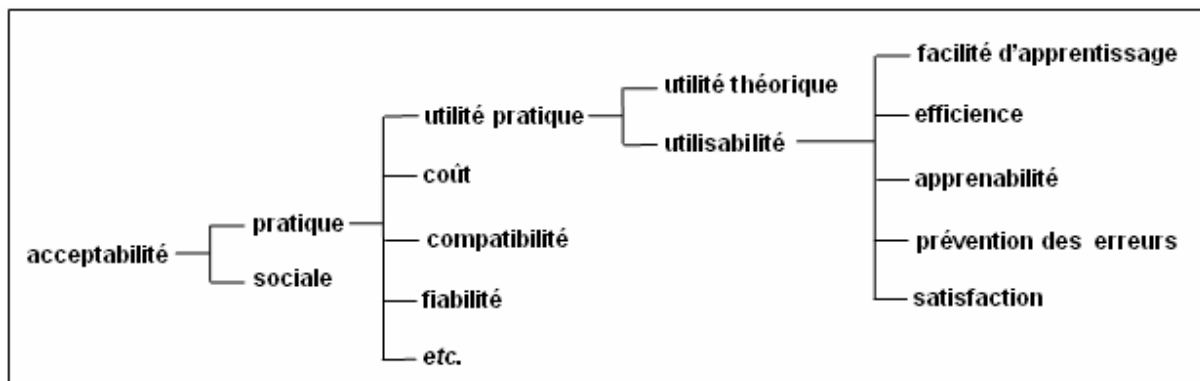 acceptabilité
pratique
sociale
utilité pratique
coût
compatibilité
fiabilité
etc.
utilité théorique
utilisabilité
facilité d'apprentissage
efficience
apprenabilité
prévention des erreurs
satisfaction